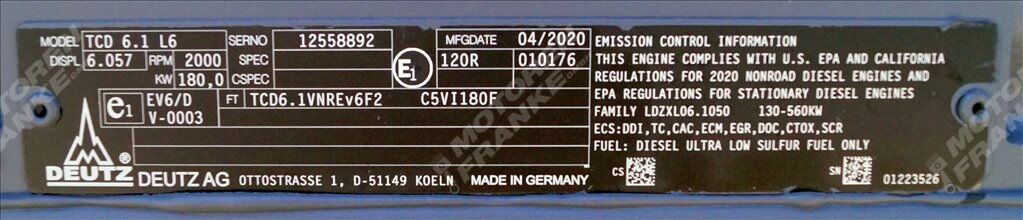 MODEL TCD 6.1 L6 SERNO 12558892 MFGDATE 04/2020
DISPL 6.057 RPM 2000 SPEC E1 120R 010176
KW 180,0 CSPEC
e1 EV6/D V-0003 FT TCD6.1VNREv6F2 C5VI180F
DEUTZ ®
DEUTZ AG OTTOSTRASSE 1, D-51149 KOELN MADE IN GERMANY
EMISSION CONTROL INFORMATION
THIS ENGINE COMPLIES WITH U.S. EPA AND CALIFORNIA
REGULATIONS FOR 2020 NONROAD DIESEL ENGINES AND
EPA REGULATIONS FOR STATIONARY DIESEL ENGINES
FAMILY LDZXL06.1050 130-560KW
ECS:DDI,TC,CAC,ECM,EGR,DOC,CTOX,SCR
FUEL: DIESEL ULTRA LOW SULFUR FUEL ONLY
CS SN 01223526
MOTOREN FRANKE